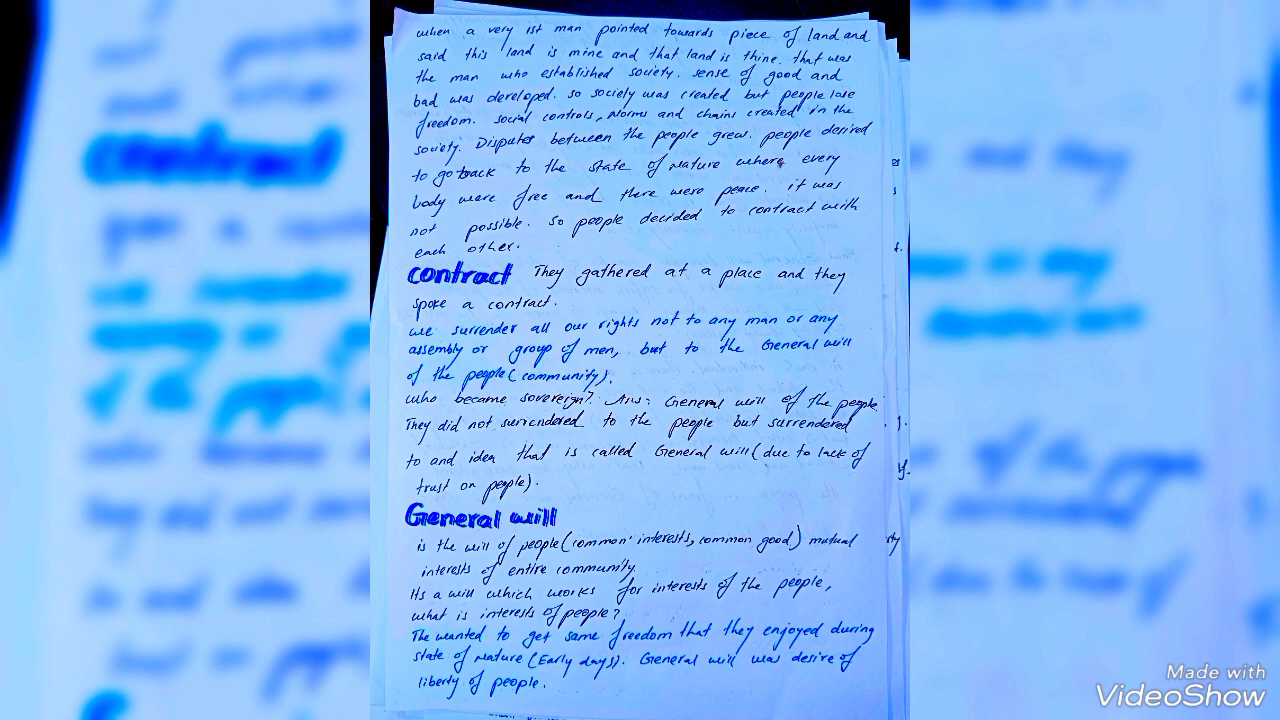 when a very 1st man pointed towards piece of land and
said this land is mine and that land is thine. that was
the man who established society. sense of good and
bad was developed. so society was created but people lose
freedom. social controls, norms and chains created in the
society. Disputes between the people grew. people desired
to go back to the state of Nature where every
body were free and there were peace. it was
not possible. so people decided to contract with
each other.
contract They gathered at a place and they
spoke a contract.
we surrender all our rights not to any man or any
assembly or group of men, but to the General will
of the people (community).
who became sovereign? Ans: General will of the people.
They did not surrendered to the people but surrendered
to and idea that is called General will (due to lack of
trust on people).
General will
is the will of people (common interests, common good) mutual
interests of entire community
Its a will which works for interests of the people,
what is interests of people?
The wanted to get same freedom that they enjoyed during
state of Nature (Early days). General will was desire of
liberty of people.
Made with
VideoShow